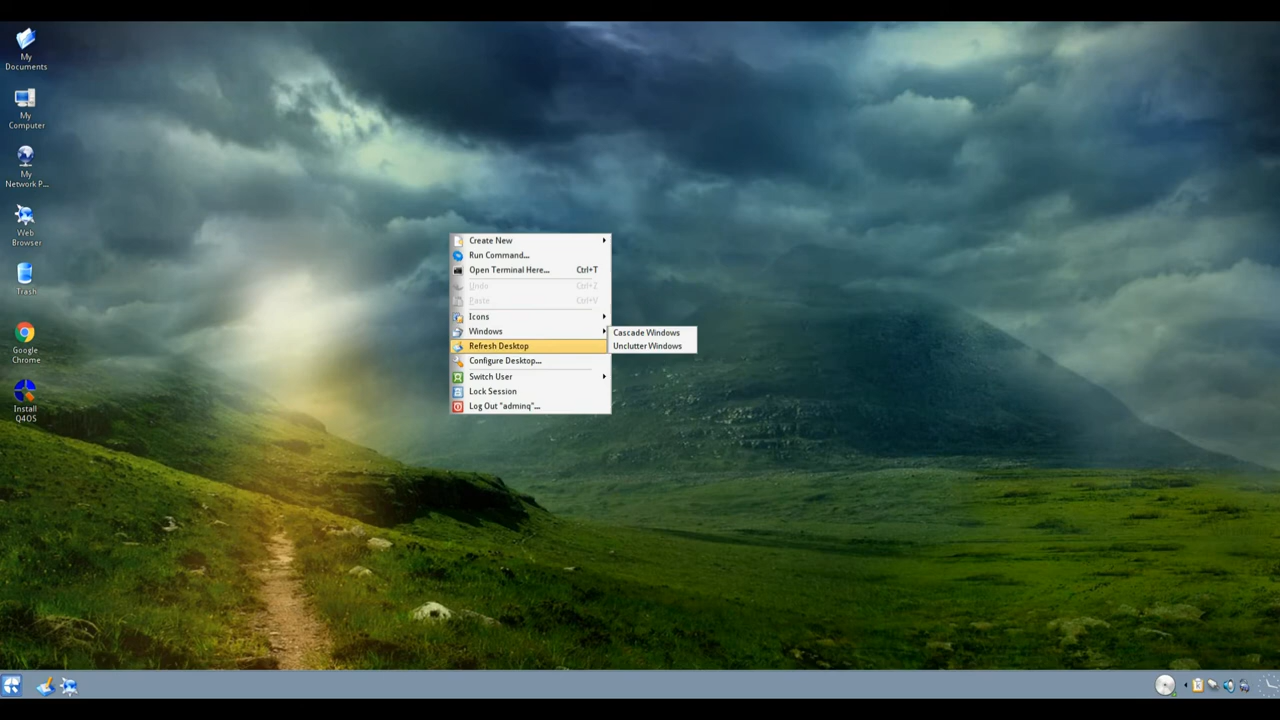 My
Documents
My
Computer
My
Network P...
Web
Browser
Trash
Google
Chrome
Install
Q4OS
Create New
Run Command...
Open Terminal Here... Ctrl+T
Undo Ctrl+Z
Paste Ctrl+V
Icons
Windows
Refresh Desktop
Configure Desktop...
Switch User
Lock Session
Log Out "adminq"...
Cascade Windows
Unclutter Windows